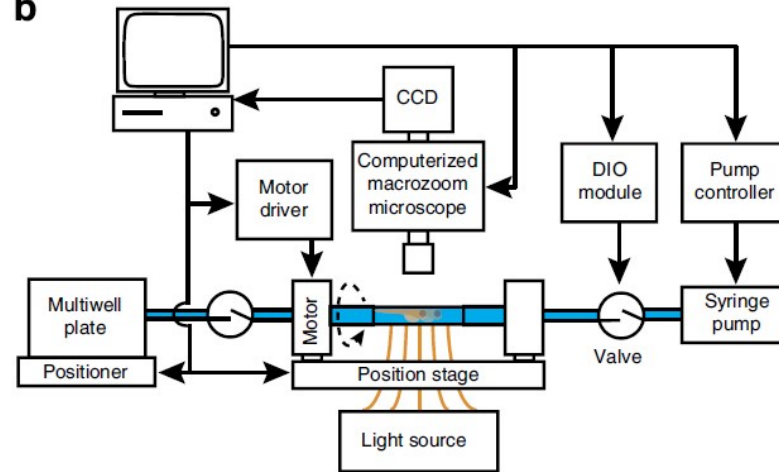 b
CCD
Computerized
macrozoom
microscope
Motor
driver
DIO
module
Pump
controller
Multiwell
plate
Positioner
Motor
Position stage
Light source
Valve
Syringe
pump